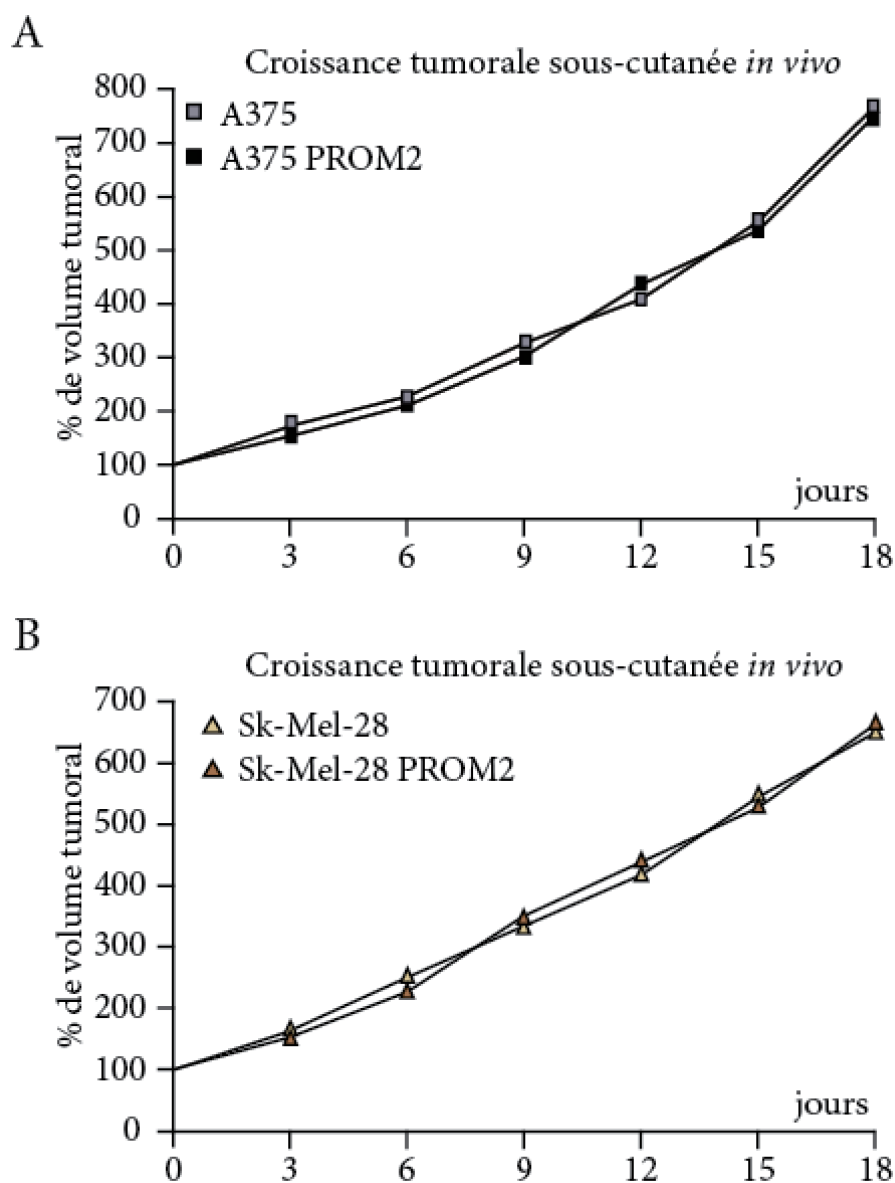 A
Croissance tumorale sous-cutanée in vivo
800
700
600
500
400
300
200
100
0
% de volume tumoral
A375
A375 PROM2
jours
0 3 6 9 12 15 18
B
Croissance tumorale sous-cutanée in vivo
700
600
500
400
300
200
100
0
% de volume tumoral
Sk-Mel-28
Sk-Mel-28 PROM2
jours
0 3 6 9 12 15 18